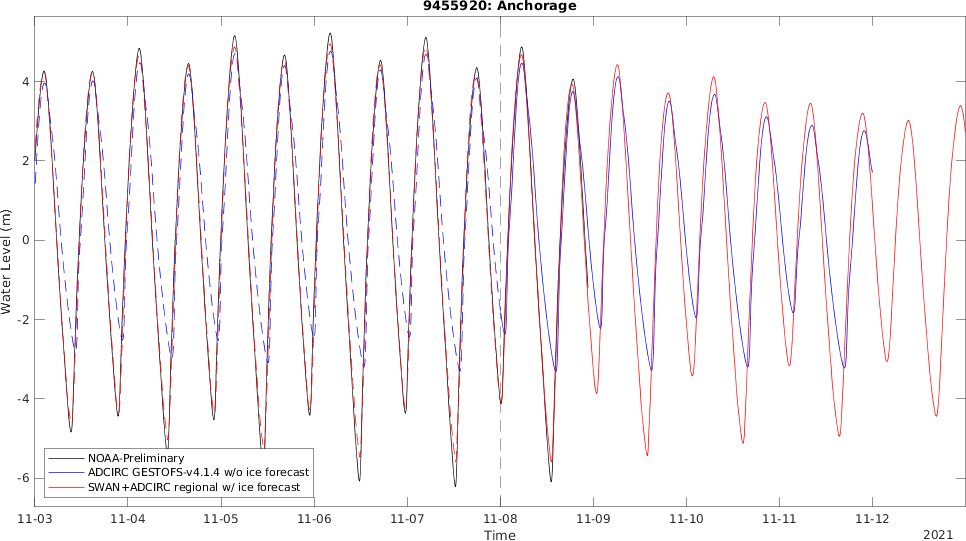 9455920: Anchorage
Water Level (m)
4
2
0
-2
-4
-6
NOAA-Preliminary
ADCIRC GESTOFS-v4.1.4 w/o ice forecast
SWAN+ADCIRC regional w/ ice forecast
11-03 11-04 11-05 11-06 11-07 11-08 11-09 11-10 11-11 11-12
Time
2021